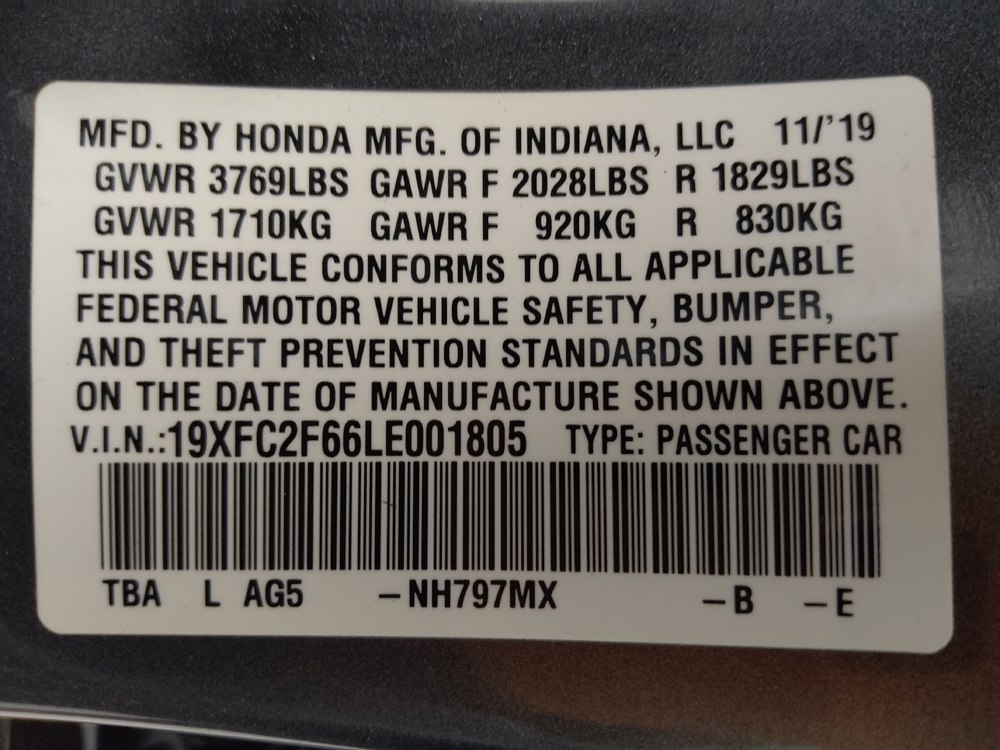 MFD. BY HONDA MFG. OF INDIANA, LLC 11/'19
GVWR 3769LBS GAWR F 2028LBS R 1829LBS
GVWR 1710KG GAWR F 920KG R 830KG
THIS VEHICLE CONFORMS TO ALL APPLICABLE
FEDERAL MOTOR VEHICLE SAFETY, BUMPER,
AND THEFT PREVENTION STANDARDS IN EFFECT
ON THE DATE OF MANUFACTURE SHOWN ABOVE.
V.I.N.:19XFC2F66LE001805 TYPE: PASSENGER CAR
TBA L AG5 –NH797MX –B –E